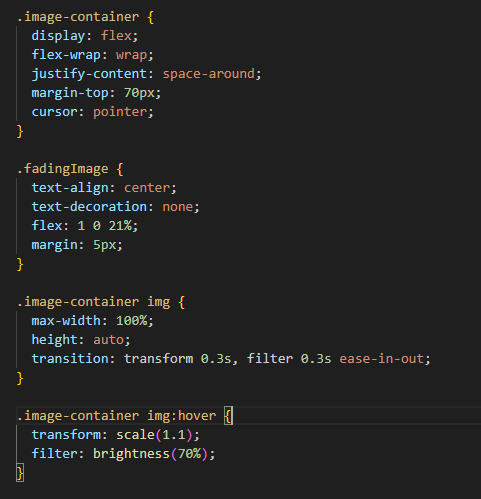 .image-container {
  display: flex;
  flex-wrap: wrap;
  justify-content: space-around;
  margin-top: 70px;
  cursor: pointer;
}

.fadingImage {
  text-align: center;
  text-decoration: none;
  flex: 1 0 21%;
  margin: 5px;
}

.image-container img {
  max-width: 100%;
  height: auto;
  transition: transform 0.3s, filter 0.3s ease-in-out;
}

.image-container img:hover {
  transform: scale(1.1);
  filter: brightness(70%);
}